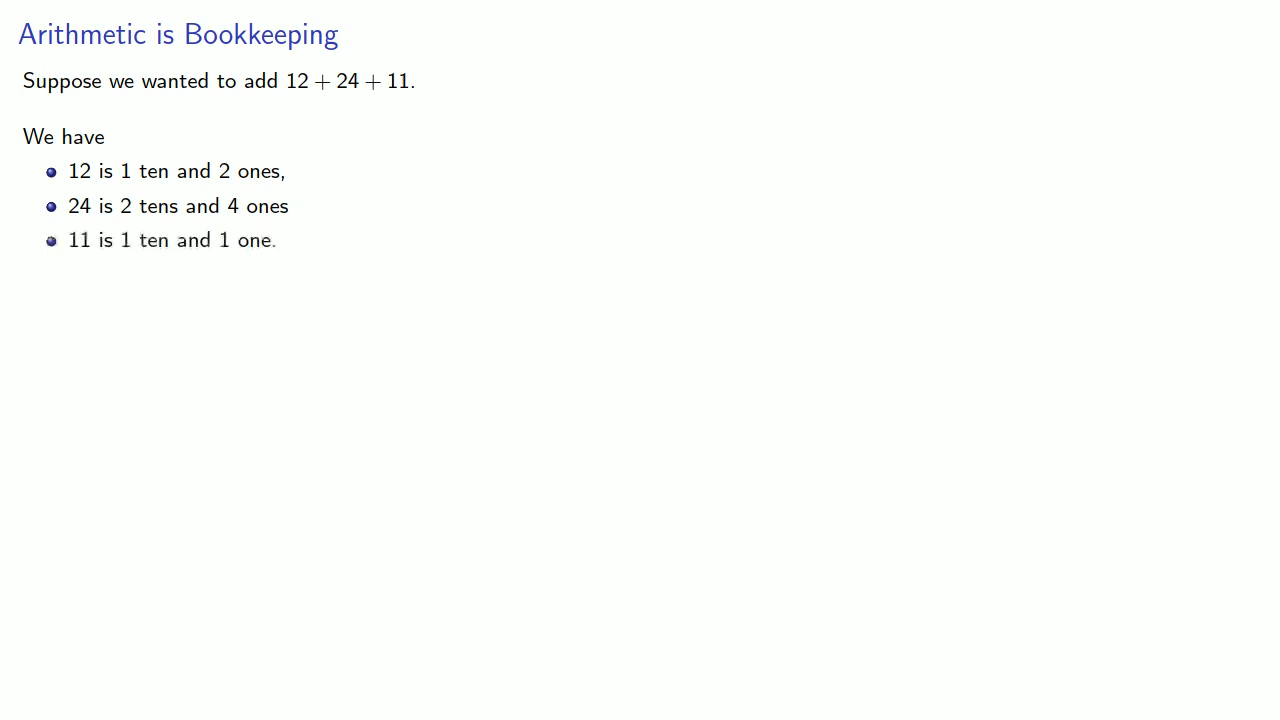 Arithmetic is Bookkeeping
Suppose we wanted to add 12 + 24 + 11.
We have
12 is 1 ten and 2 ones,
24 is 2 tens and 4 ones
11 is 1 ten and 1 one.